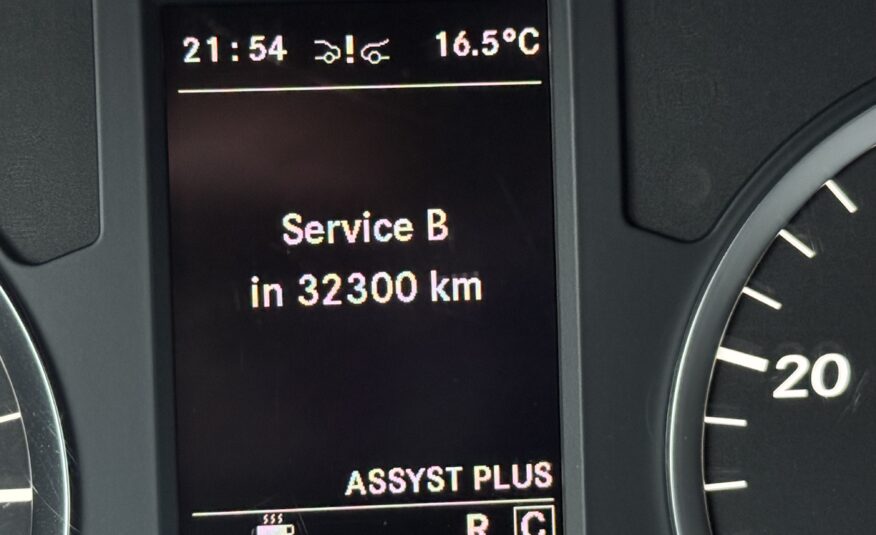 21:54 ! 16.5°C
Service B
in 32300 km
ASSYST PLUS
R C
20